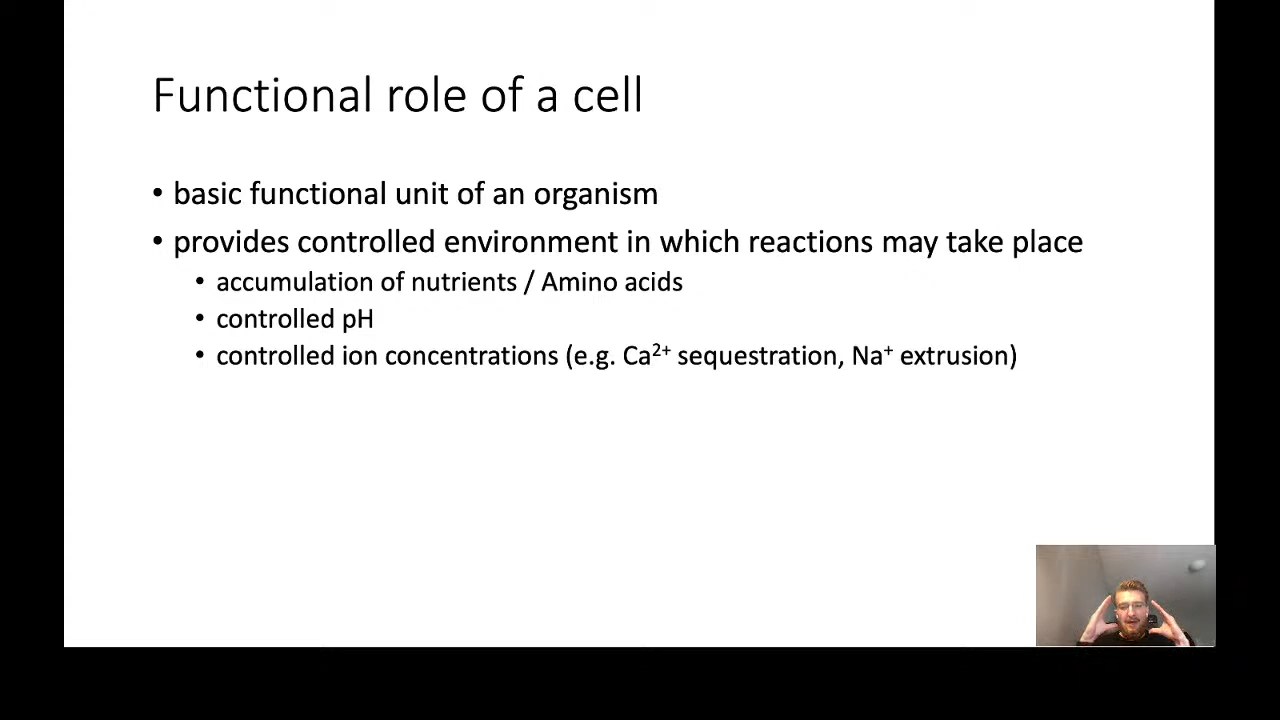 Functional role of a cell
• basic functional unit of an organism
• provides controlled environment in which reactions may take place
• accumulation of nutrients / Amino acids
• controlled pH
• controlled ion concentrations (e.g. Ca²⁺ sequestration, Na⁺ extrusion)